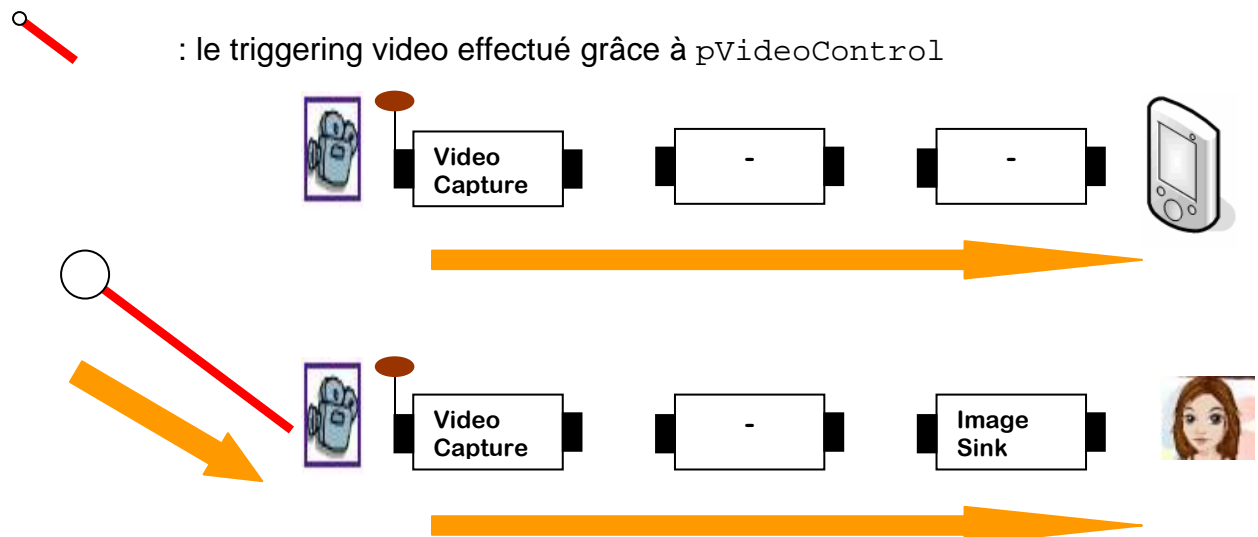 : le triggering video effectué grâce à pVideoControl
Video
Capture
-
-
Video
Capture
-
Image
Sink